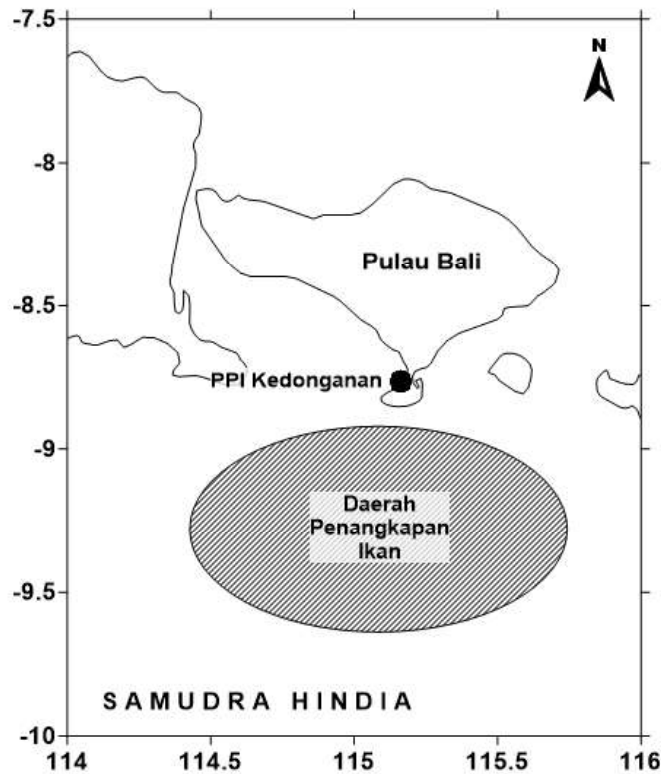 -7.5
N
-8
Pulau Bali
-8.5
PPI Kedonganan
-9
Daerah
Penangkapan
Ikan
-9.5
SAMUDRA HINDIA
-10
114 114.5 115 115.5 116